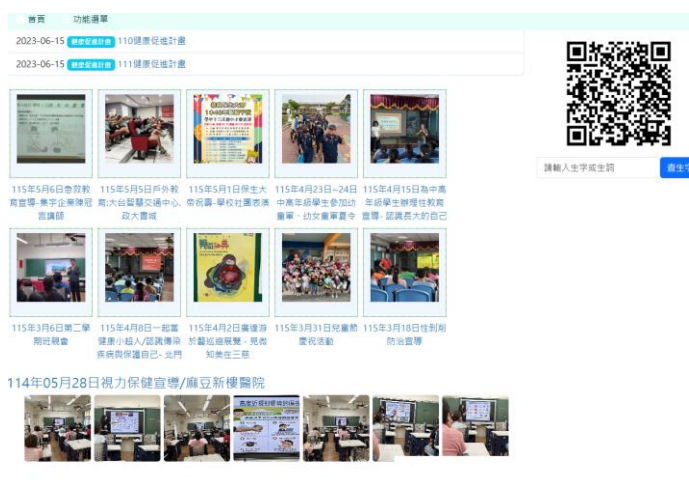 首頁 功能選單
2023-06-15 健康促進計畫 110健康促進計畫
2023-06-15 健康促進計畫 111健康促進計畫
請輸入生字或生詞 查生字
115年5月6日急救教
育宣導-集宇企業陳冠
言講師
115年5月5日戶外教
育:大台智慧交通中心、
政大書城
115年5月1日保生大
帝祝壽-學校社團表演
115年4月23日~24日
中高年級學生參加幼
童軍、幼女童軍夏令
115年4月15日為中高
年級學生辦理性教育
宣導- 認識長大的自己
115年3月6日第二學
期班親會
115年4月8日一起當
健康小超人/認識傳染
疾病與保護自己- 北門
115年4月2日廣達游
於藝巡迴展覽 - 見微
知美在三慈
115年3月31日兒童節
慶祝活動
115年3月18日性剝削
防治宣導
114年05月28日視力保健宣導/麻豆新樓醫院